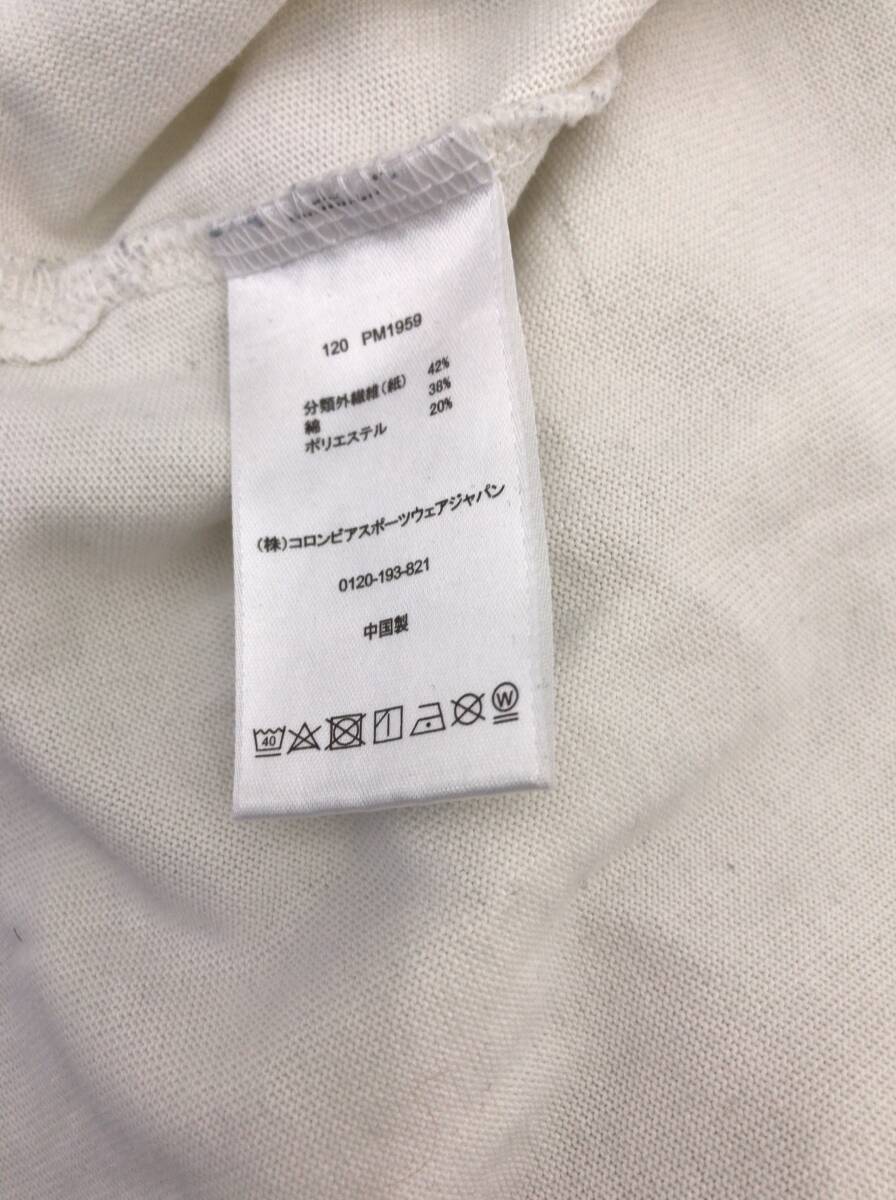 120 PM1959
分類外繊維(紙) 42%
綿 38%
ポリエステル 20%
(株)コロンビアスポーツウェアジャパン
0120-193-821
中国製
40
W